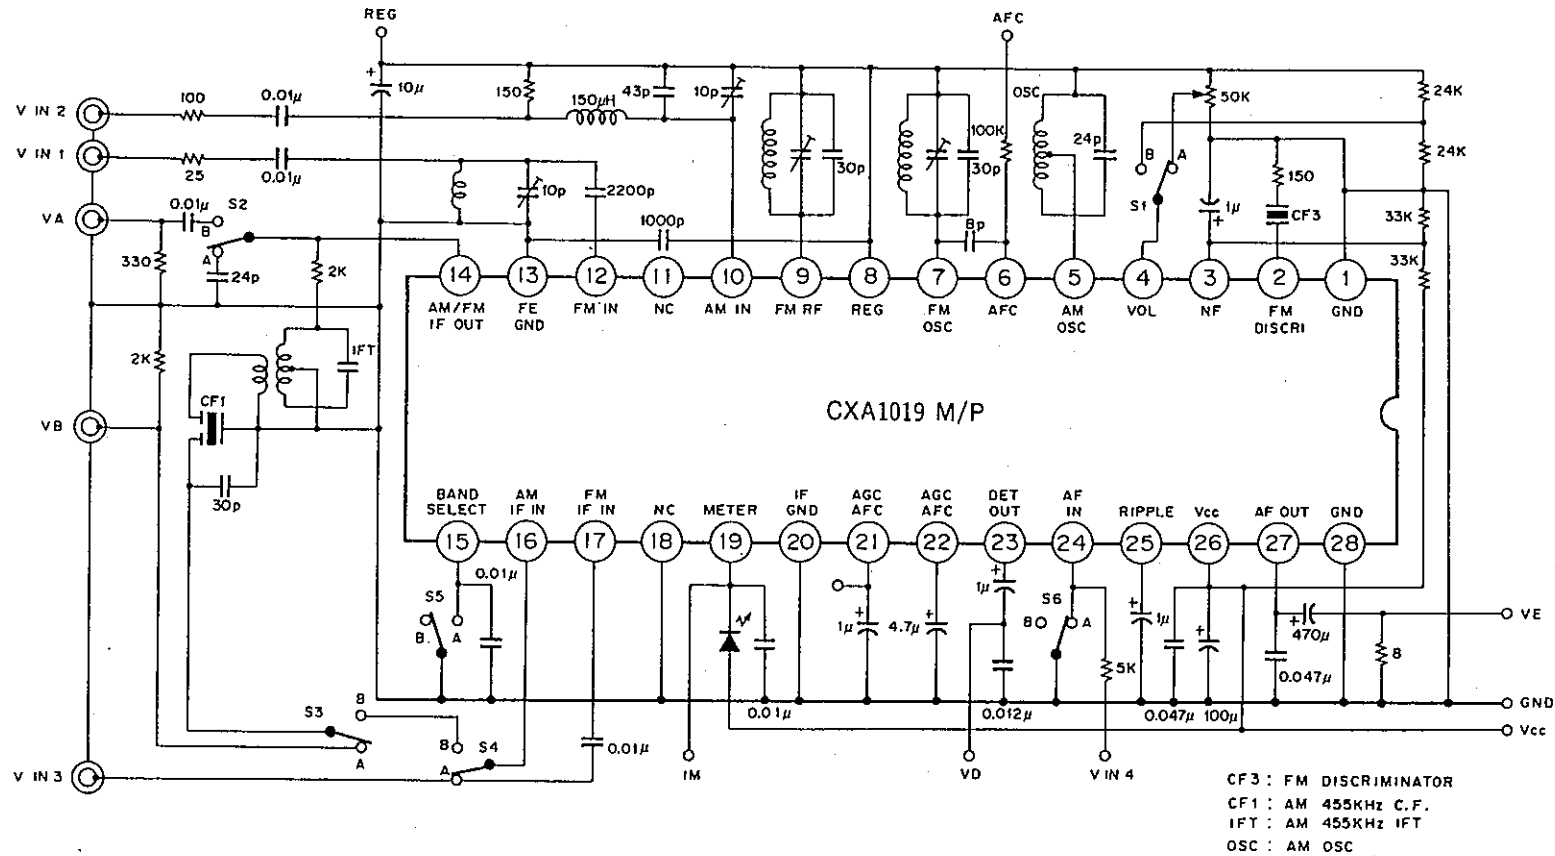 REG
AFC
V IN 2
100
0.01μ
10μ
150
150μH
43p
10p
OSC
50K
24K
V IN 1
25
0.01μ
30p
100K
30p
24p
B
A
24K
10p
2200p
150
VA
0.01μ
S2
B
1000p
8p
S1
1μ
CF3
33K
330
A
24p
2K
33K
14
13
12
11
10
9
8
7
6
5
4
3
2
1
AM/FM
IF OUT
FE
GND
FM IN
NC
AM IN
FM RF
REG
FM
OSC
AFC
AM
OSC
VOL
NF
FM
DISCRI
GND
2K
IFT
CF1
VB
CXA1019 M/P
30p
BAND
SELECT
AM
IF IN
FM
IF IN
NC
METER
IF
GND
AGC
AFC
AGC
AFC
DET
OUT
AF
IN
RIPPLE
Vcc
AF OUT
GND
15
16
17
18
19
20
21
22
23
24
25
26
27
28
0.01μ
S5
B.
A
1μ
4.7μ
1μ
S6
B
A
1μ
470μ
8
VE
5K
0.047μ
0.01μ
0.012μ
0.047μ
100μ
GND
S3
B
A
B
S4
A
0.01μ
Vcc
V IN 3
IM
VD
V IN 4
CF3 : FM DISCRIMINATOR
CF1 : AM 455KHz C.F.
IFT : AM 455KHz IFT
OSC : AM OSC